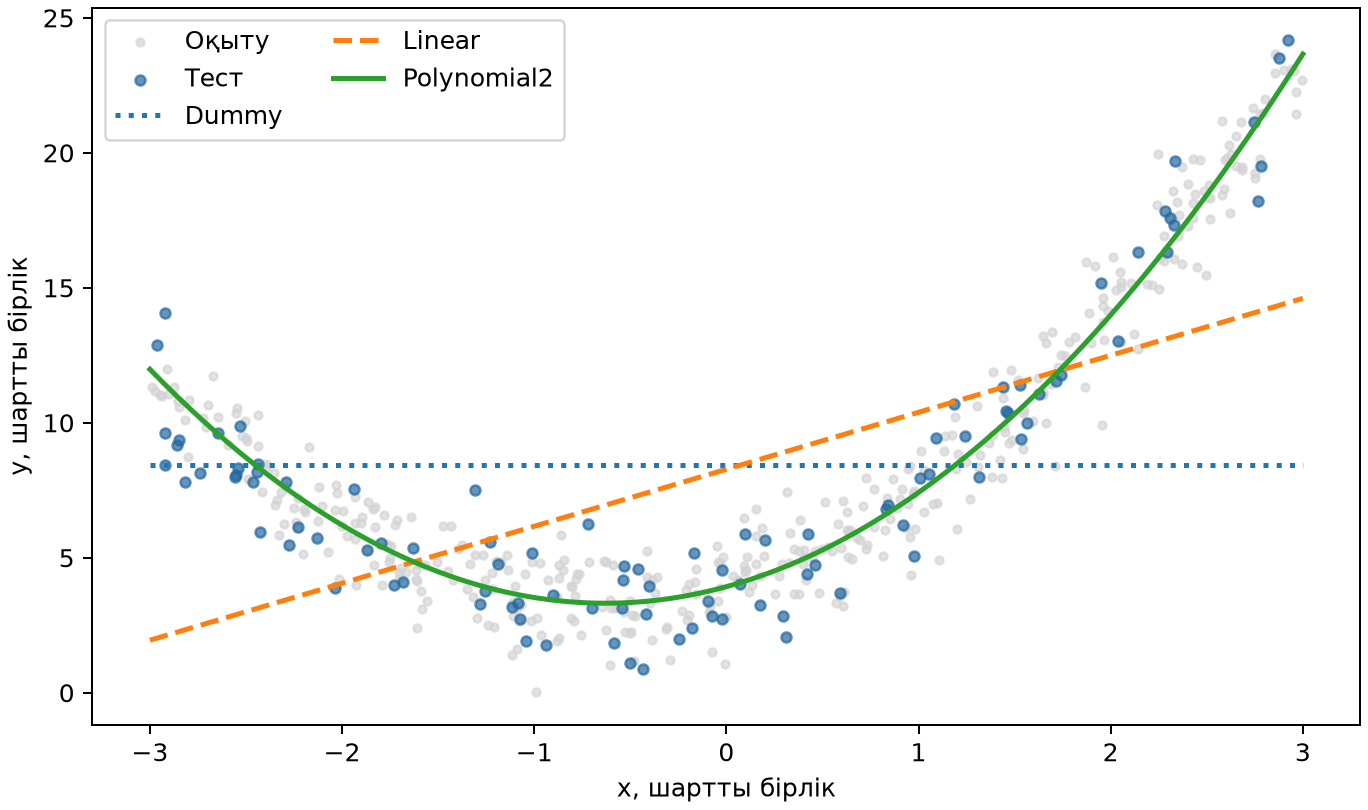 Оқыту
Тест
Dummy
Linear
Polynomial2
25
20
15
10
5
0
y, шартты бірлік
−3
−2
−1
0
1
2
3
x, шартты бірлік